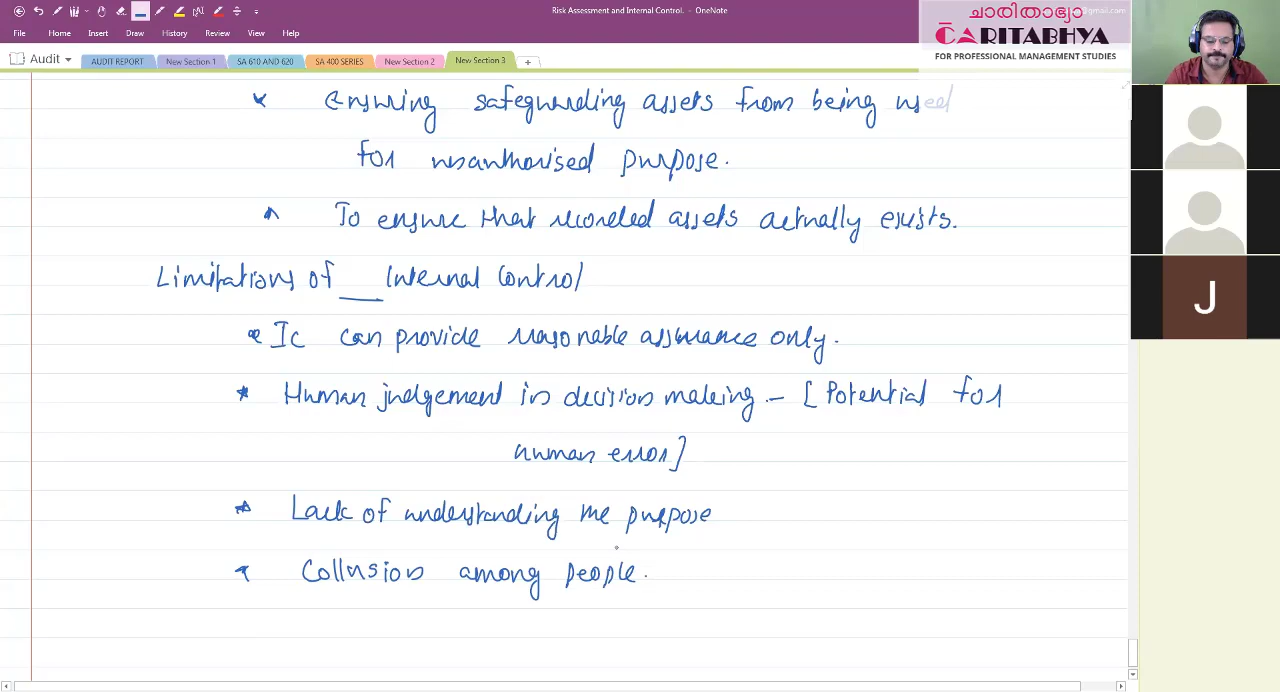 Risk Assessment and Internal Control. - OneNote
@gmail.com
ചാരിതാഭ്യാ
CARITABHYA
FOR PROFESSIONAL MANAGEMENT STUDIES
File Home Insert Draw History Review View Help
Audit AUDIT REPORT New Section 1 SA 610 AND 620 SA 400 SERIES New Section 2 New Section 3
Ensuring safeguarding assets from being used
for unauthorised purpose.
To ensure that recorded assets actually exists.
Limitations of __ Internal Control
* IC can provide reasonable assurance only.
* Human judgement in decision making. - [Potential for
human error]
* Lack of understanding the purpose
* Collusion among people.
J